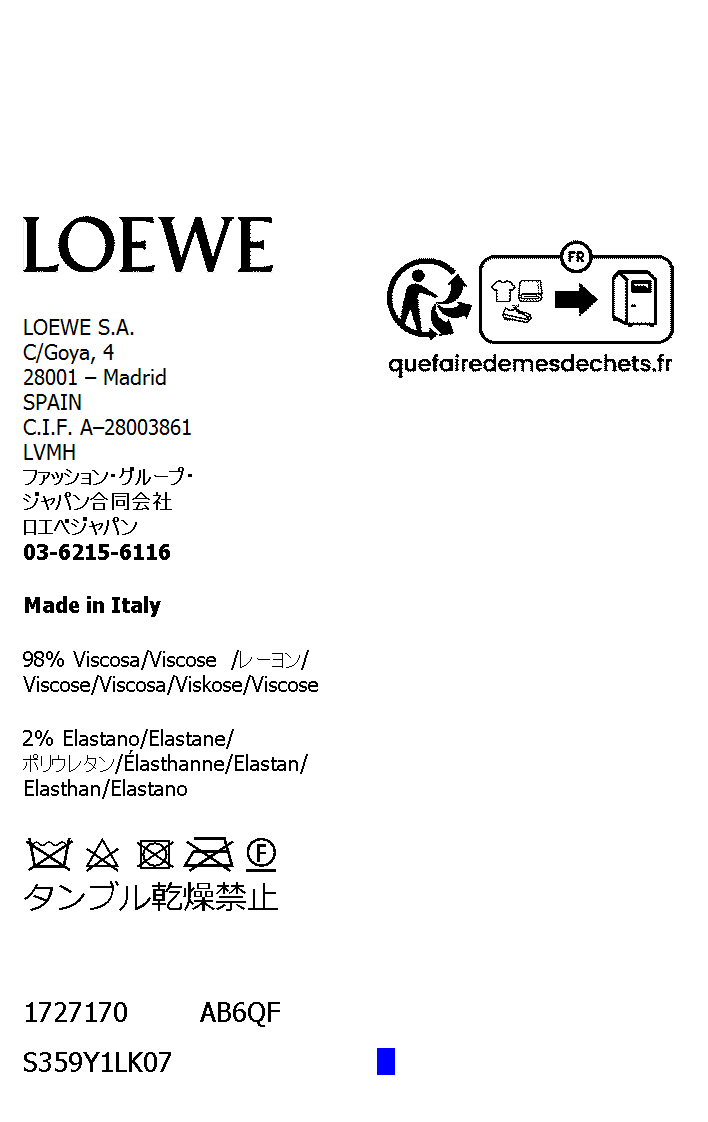 LOEWE
LOEWE S.A.
C/Goya, 4
28001 – Madrid
SPAIN
C.I.F. A–28003861
LVMH
ファッション・グループ・
ジャパン合同会社
ロエベジャパン
03-6215-6116
Made in Italy
98% Viscosa/Viscose /レーヨン/
Viscose/Viscosa/Viskose/Viscose
2% Elastano/Elastane/
ポリウレタン/Élasthanne/Elastan/
Elasthan/Elastano
F
タンブル乾燥禁止
1727170 AB6QF
S359Y1LK07
FR
quefairedemesdechets.fr